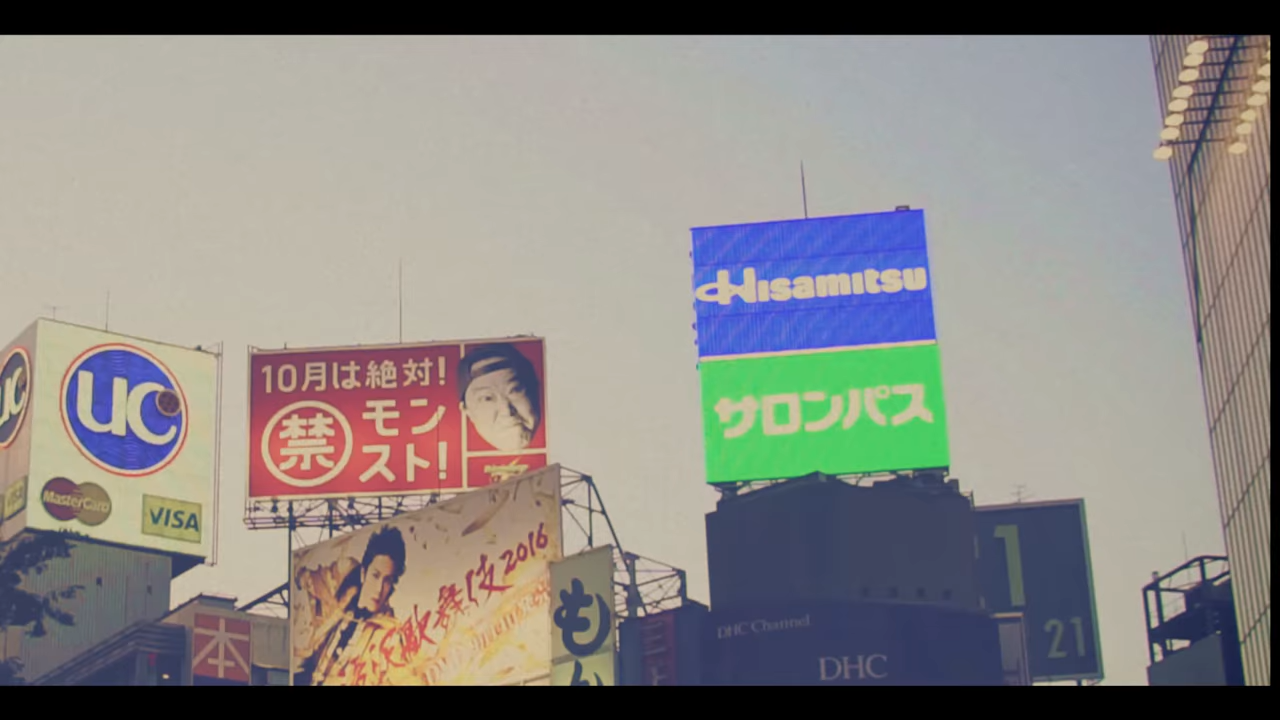 UC
UC
MasterCard
VISA
10月は絶対!
禁
モン
スト!
歌舞伎2016
も
本
Hisamitsu
サロンパス
DHC Channel
DHC
1
21